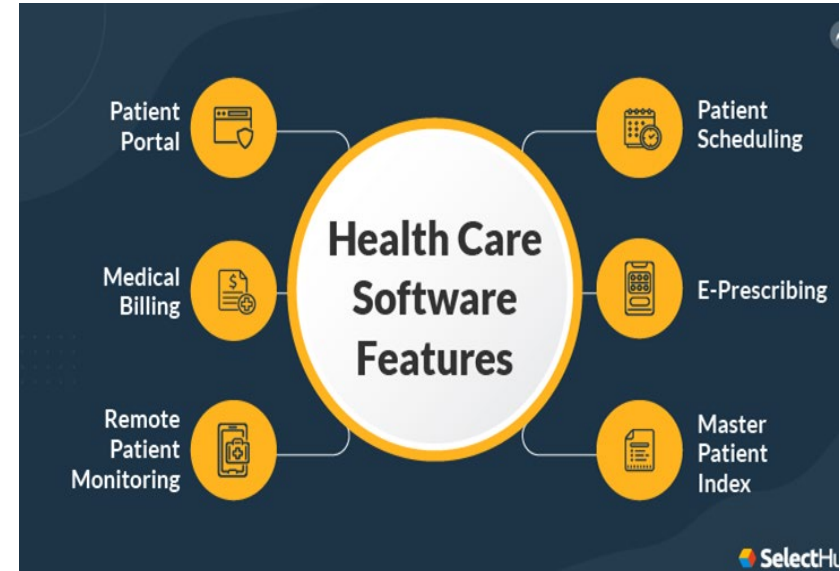 Patient
Portal
Medical
Billing
Remote
Patient
Monitoring
Health Care
Software
Features
Patient
Scheduling
E-Prescribing
Master
Patient
Index
SelectHu